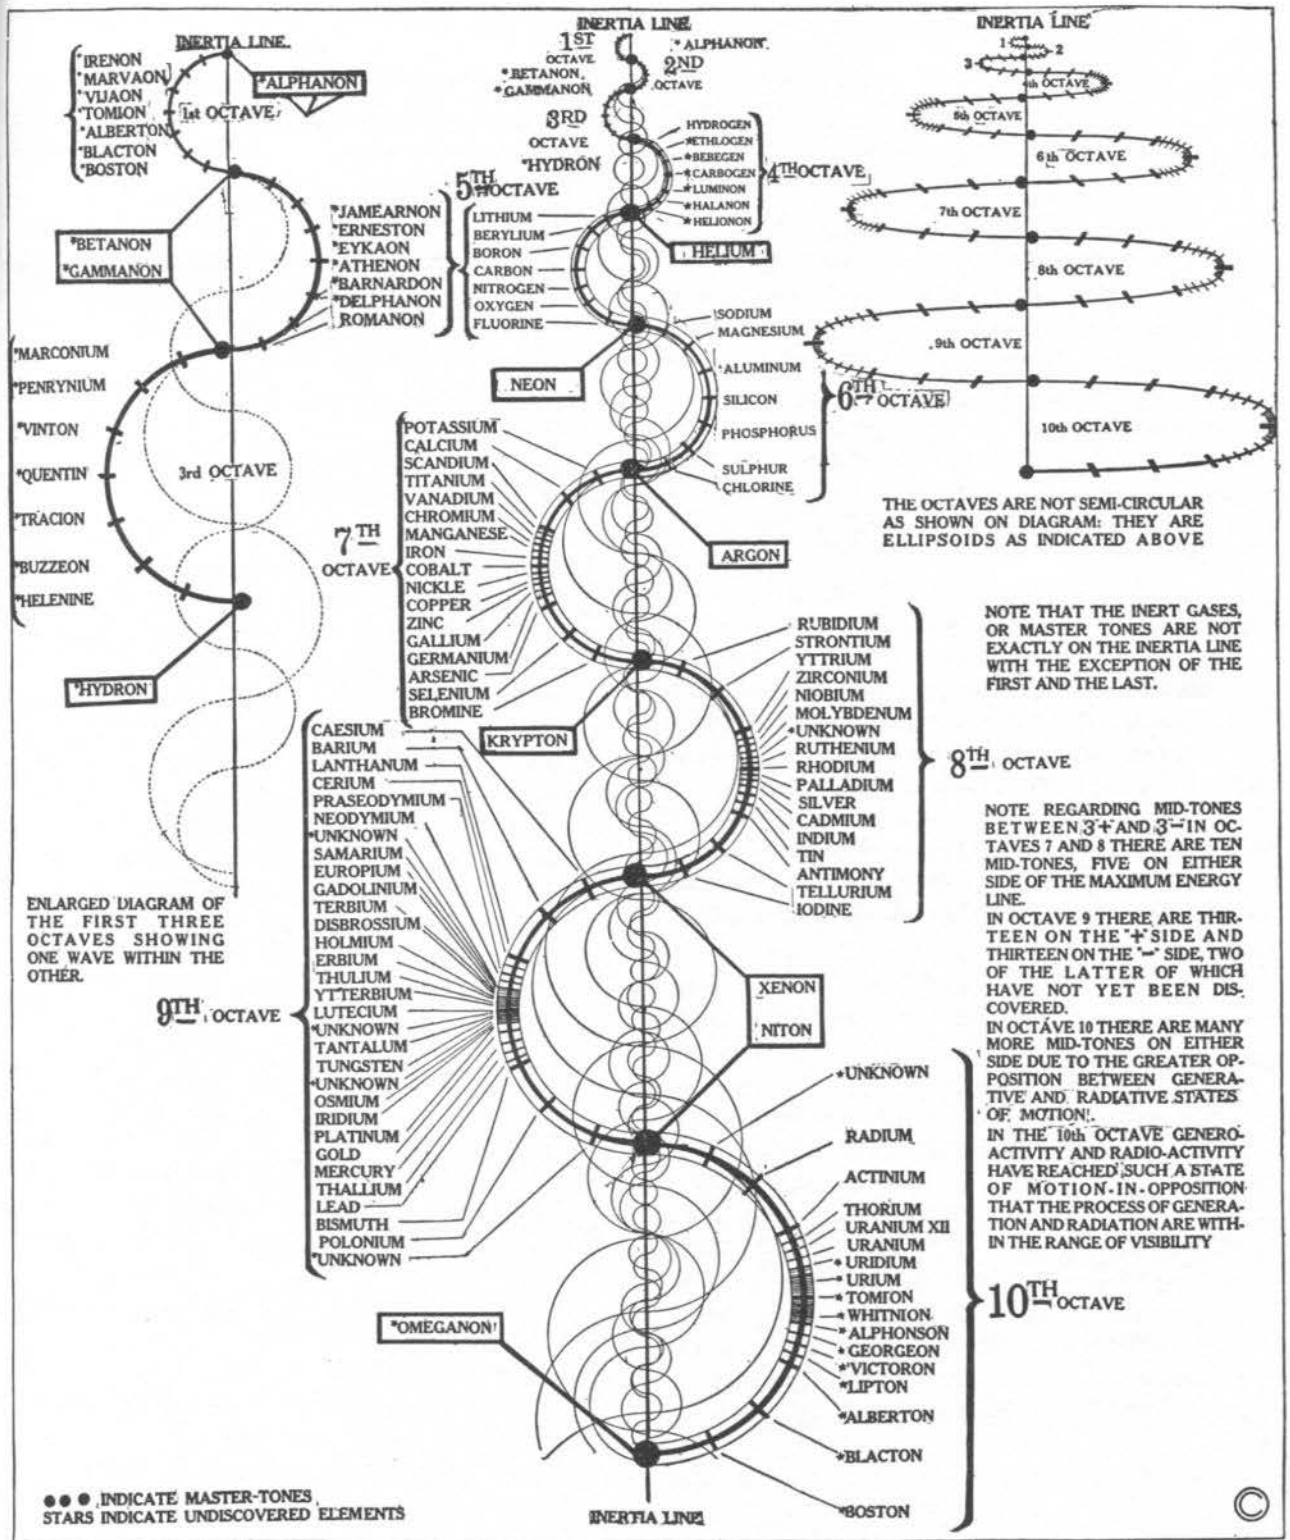 INERTIA LINE
*IRENON
*MARVAON
*VIJAON
*TOMION
*ALBERTON
*BLACTON
*BOSTON
*ALPHANON
1st OCTAVE
*BETANON
*GAMMANON
*JAMEARNON
*ERNESTON
*EYKAON
*ATHENON
*BARNARDON
*DELPHANON
ROMANON
*MARCONIUM
*PENRYNIUM
*VINTON
*QUENTIN
*TRACION
*BUZZEON
*HELENINE
3rd OCTAVE
*HYDRON
ENLARGED DIAGRAM OF
THE FIRST THREE
OCTAVES SHOWING
ONE WAVE WITHIN THE
OTHER.
INERTIA LINE
1ST
OCTAVE
*ALPHANON
2ND
OCTAVE
*BETANON
*GAMMANON
3RD
OCTAVE
*HYDRON
HYDROGEN
*ETHLOGEN
*BEBEGEN
*CARBOGEN
*LUMINON
*HALANON
*HELIONON
4TH OCTAVE
HELIUM
5TH
OCTAVE
LITHIUM
BERYLIUM
BORON
CARBON
NITROGEN
OXYGEN
FLUORINE
NEON
SODIUM
MAGNESIUM
ALUMINUM
SILICON
PHOSPHORUS
SULPHUR
CHLORINE
6TH OCTAVE
ARGON
7TH
OCTAVE
POTASSIUM
CALCIUM
SCANDIUM
TITANIUM
VANADIUM
CHROMIUM
MANGANESE
IRON
COBALT
NICKLE
COPPER
ZINC
GALLIUM
GERMANIUM
ARSENIC
SELENIUM
BROMINE
KRYPTON
RUBIDIUM
STRONTIUM
YTTRIUM
ZIRCONIUM
NIOBIUM
MOLYBDENUM
*UNKNOWN
RUTHENIUM
RHODIUM
PALLADIUM
SILVER
CADMIUM
INDIUM
TIN
ANTIMONY
TELLURIUM
IODINE
8TH OCTAVE
9TH OCTAVE
CAESIUM
BARIUM
LANTHANUM
CERIUM
PRASEODYMIUM
NEODYMIUM
*UNKNOWN
SAMARIUM
EUROPIUM
GADOLINIUM
TERBIUM
DISBROSSIUM
HOLMIUM
ERBIUM
THULIUM
YTTERBIUM
LUTECIUM
*UNKNOWN
TANTALUM
TUNGSTEN
*UNKNOWN
OSMIUM
IRIDIUM
PLATINUM
GOLD
MERCURY
THALLIUM
LEAD
BISMUTH
POLONIUM
*UNKNOWN
XENON
NITON
*UNKNOWN
RADIUM
ACTINIUM
THORIUM
URANIUM XII
URANIUM
*URIDIUM
*URIUM
*TOMION
*WHITNION
*ALPHONSON
*GEORGEON
*VICTORON
*LIPTON
*ALBERTON
*BLACTON
*BOSTON
10TH OCTAVE
*OMEGANON
INERTIA LINE
INERTIA LINE
1
2
3
4th OCTAVE
5th OCTAVE
6th OCTAVE
7th OCTAVE
8th OCTAVE
9th OCTAVE
10th OCTAVE
THE OCTAVES ARE NOT SEMI-CIRCULAR
AS SHOWN ON DIAGRAM: THEY ARE
ELLIPSOIDS AS INDICATED ABOVE
NOTE THAT THE INERT GASES,
OR MASTER TONES ARE NOT
EXACTLY ON THE INERTIA LINE
WITH THE EXCEPTION OF THE
FIRST AND THE LAST.
NOTE REGARDING MID-TONES
BETWEEN 3+ AND 3- IN OC-
TAVES 7 AND 8 THERE ARE TEN
MID-TONES, FIVE ON EITHER
SIDE OF THE MAXIMUM ENERGY
LINE.
IN OCTAVE 9 THERE ARE THIR-
TEEN ON THE "+" SIDE AND
THIRTEEN ON THE "-" SIDE, TWO
OF THE LATTER OF WHICH
HAVE NOT YET BEEN DIS-
COVERED.
IN OCTAVE 10 THERE ARE MANY
MORE MID-TONES ON EITHER
SIDE DUE TO THE GREATER OP-
POSITION BETWEEN GENERA-
TIVE AND RADIATIVE STATES
OF MOTION.
IN THE 10th OCTAVE GENERO-
ACTIVITY AND RADIO-ACTIVITY
HAVE REACHED SUCH A STATE
OF MOTION-IN-OPPOSITION
THAT THE PROCESS OF GENERA-
TION AND RADIATION ARE WITH-
IN THE RANGE OF VISIBILITY
●●● INDICATE MASTER-TONES
STARS INDICATE UNDISCOVERED ELEMENTS
©